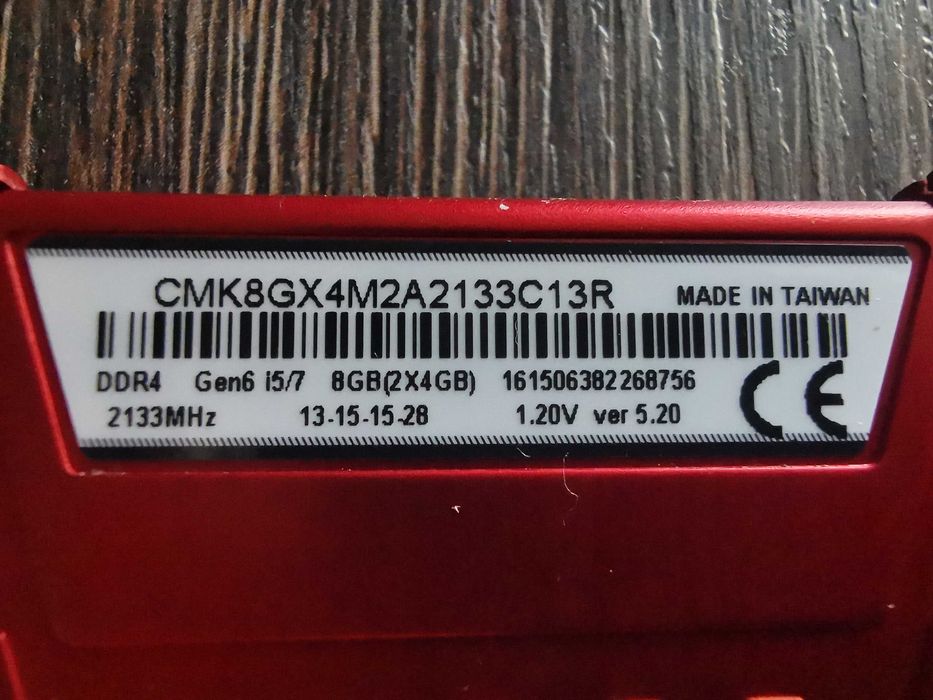 CMK8GX4M2A2133C13R MADE IN TAIWAN
DDR4 Gen6 i5/7 8GB(2X4GB) 161506382268756
2133MHz 13-15-15-28 1.20V ver 5.20
CE